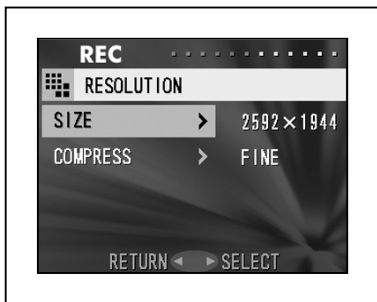 REC
RESOLUTION
SIZE > 2592×1944
COMPRESS > FINE
RETURN ◀ ▶ SELECT